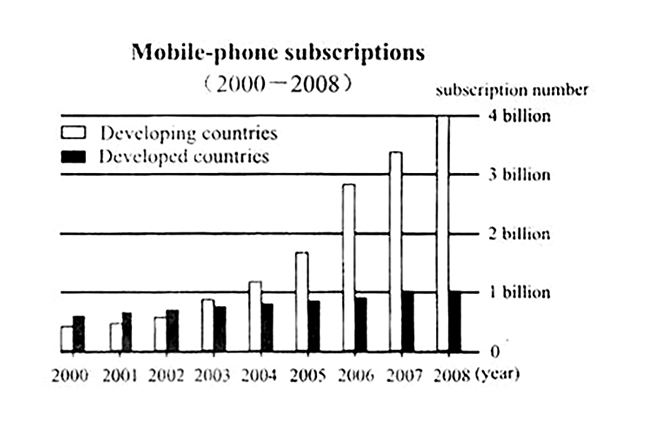 Mobile-phone subscriptions
（2000—2008）
subscription number
4 billion
Developing countries
Developed countries
3 billion
2 billion
1 billion
0
2000 2001 2002 2003 2004 2005 2006 2007 2008 (year)